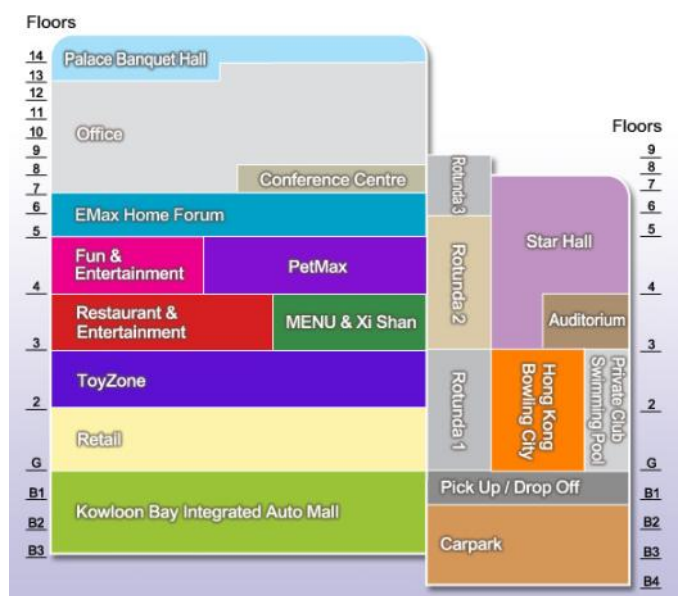 Floors
14
13
12
11
10
9
8
7
6
5
4
3
2
G
B1
B2
B3
Palace Banquet Hall
Office
Conference Centre
EMax Home Forum
Fun &
Entertainment
PetMax
Restaurant &
Entertainment
MENU & Xi Shan
ToyZone
Retail
Kowloon Bay Integrated Auto Mall
Rotunda 3
Rotunda 2
Rotunda 1
Star Hall
Auditorium
Hong Kong
Bowling City
Private Club
Swimming Pool
Pick Up / Drop Off
Carpark
Floors
9
8
7
6
5
4
3
2
G
B1
B2
B3
B4